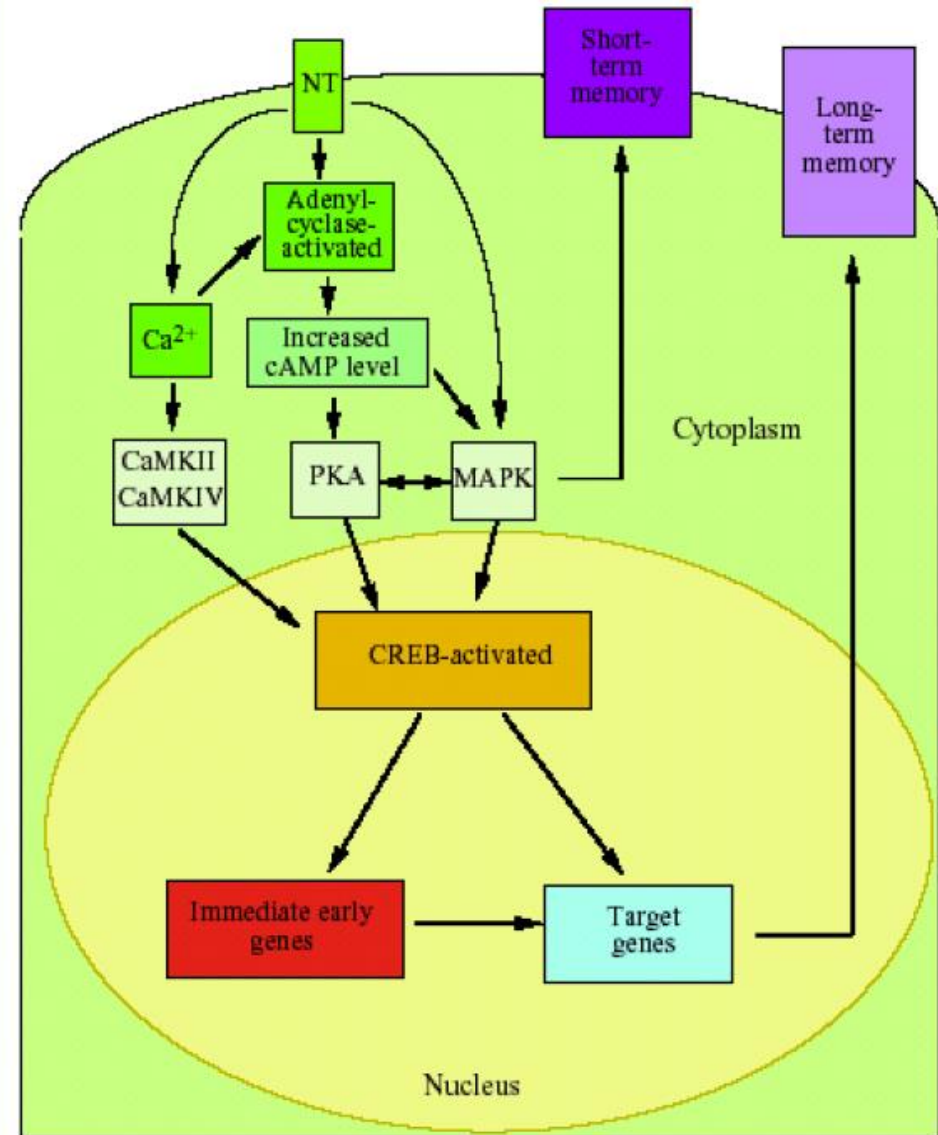 NT
Short-
term
memory
Long-
term
memory
Adenyl-
cyclase-
activated
Ca2+
Increased
cAMP level
Cytoplasm
CaMKII
CaMKIV
PKA
MAPK
CREB-activated
Immediate early
genes
Target
genes
Nucleus